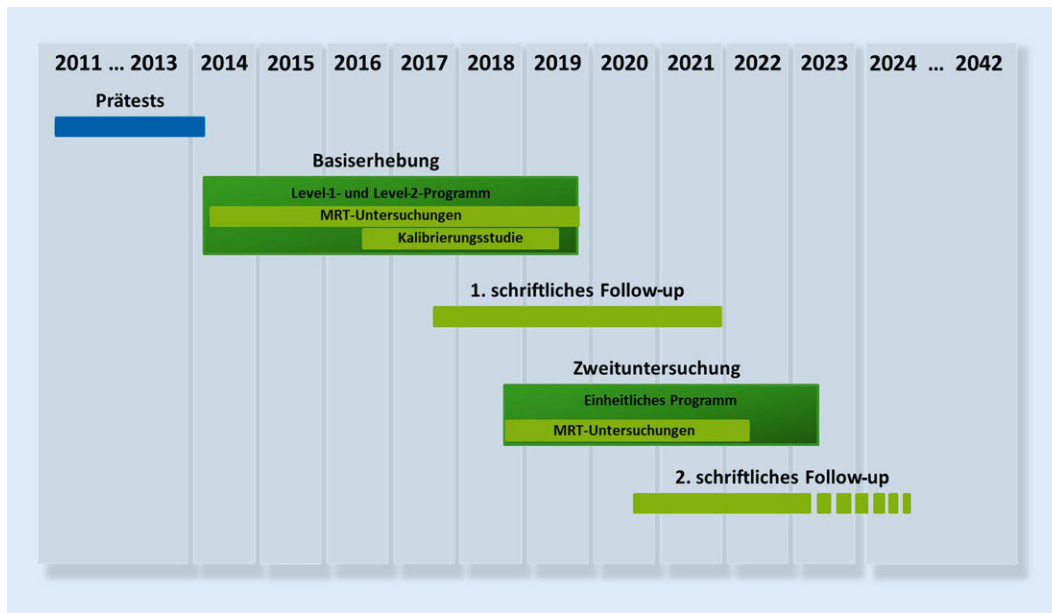 2011 ... 2013 2014 2015 2016 2017 2018 2019 2020 2021 2022 2023 2024 ... 2042
Prätests
Basiserhebung
Level-1- und Level-2-Programm
MRT-Untersuchungen
Kalibrierungsstudie
1. schriftliches Follow-up
Zweituntersuchung
Einheitliches Programm
MRT-Untersuchungen
2. schriftliches Follow-up